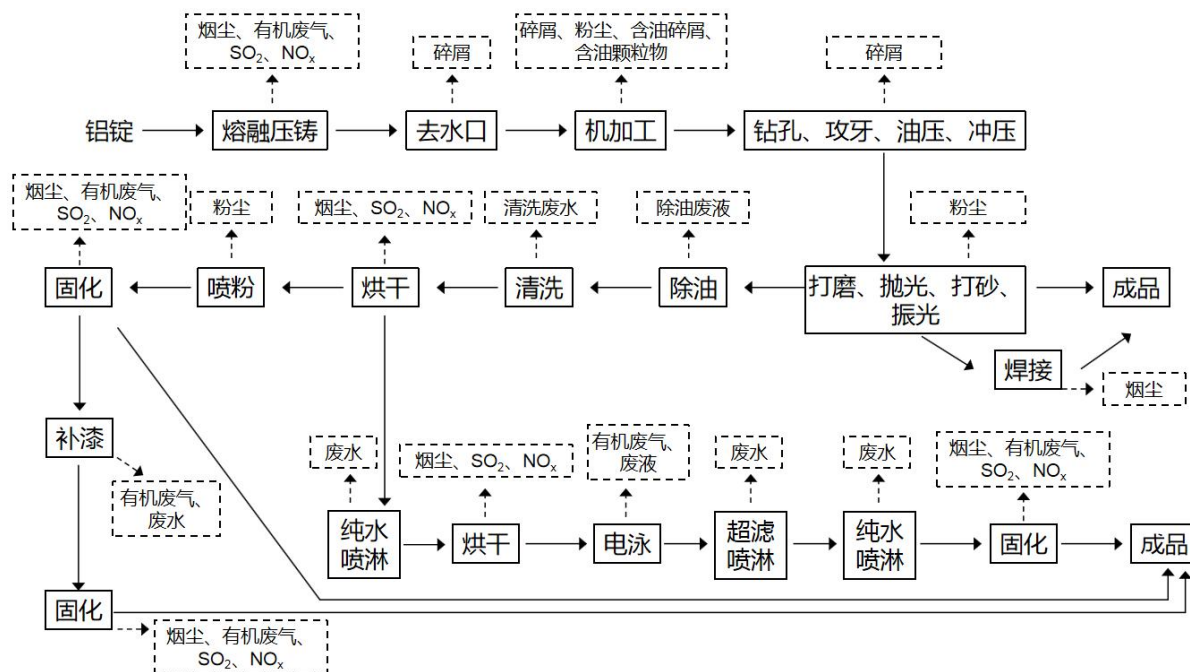 烟尘、有机废气、
SO₂、NOₓ
碎屑
碎屑、粉尘、含油碎屑、
含油颗粒物
碎屑
铝锭
熔融压铸
去水口
机加工
钻孔、攻牙、油压、冲压
烟尘、有机废气、
SO₂、NOₓ
粉尘
烟尘、SO₂、NOₓ
清洗废水
除油废液
粉尘
固化
喷粉
烘干
清洗
除油
打磨、抛光、打砂、
振光
成品
焊接
烟尘
补漆
有机废气、
废水
废水
烟尘、SO₂、NOₓ
有机废气、
废液
废水
废水
烟尘、有机废气、
SO₂、NOₓ
纯水
喷淋
烘干
电泳
超滤
喷淋
纯水
喷淋
固化
成品
固化
烟尘、有机废气、
SO₂、NOₓ